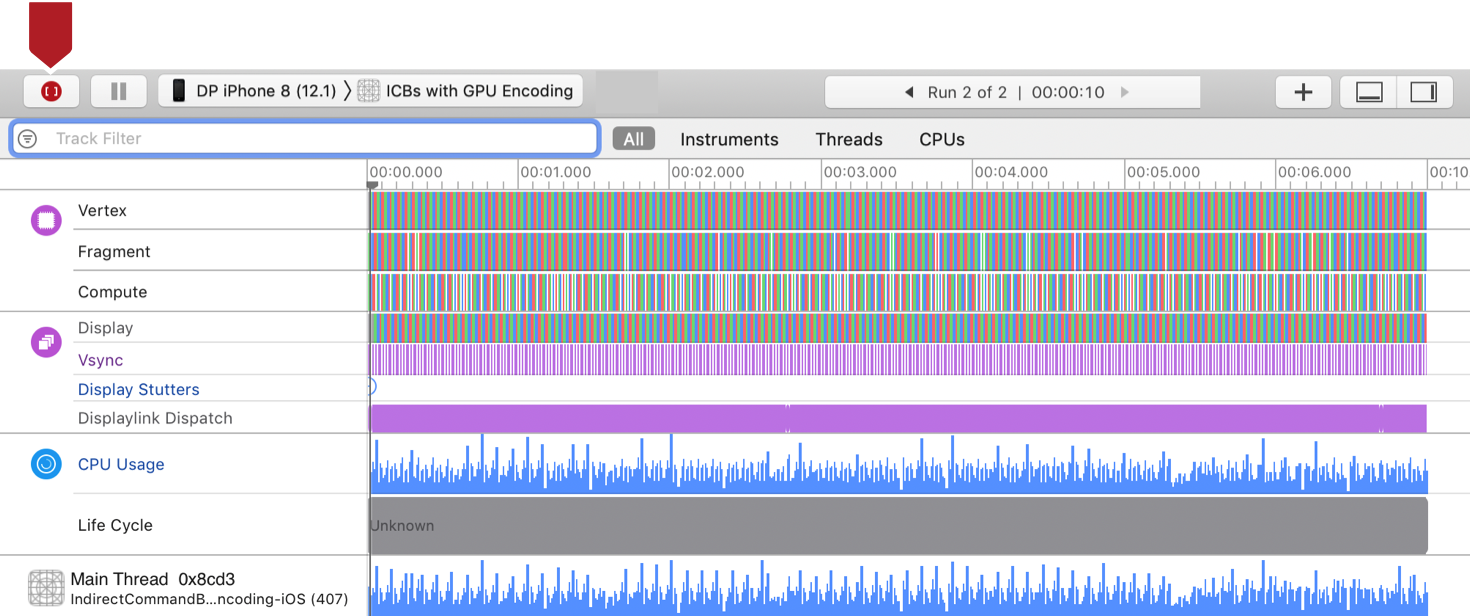 DP iPhone 8 (12.1) ICBs with GPU Encoding Run 2 of 2 | 00:00:10
Track Filter All Instruments Threads CPUs
00:00.000 00:01.000 00:02.000 00:03.000 00:04.000 00:05.000 00:06.000 00:10
Vertex
Fragment
Compute
Display
Vsync
Display Stutters
Displaylink Dispatch
CPU Usage
Life Cycle Unknown
Main Thread 0x8cd3
IndirectCommandB...ncoding-iOS (407)